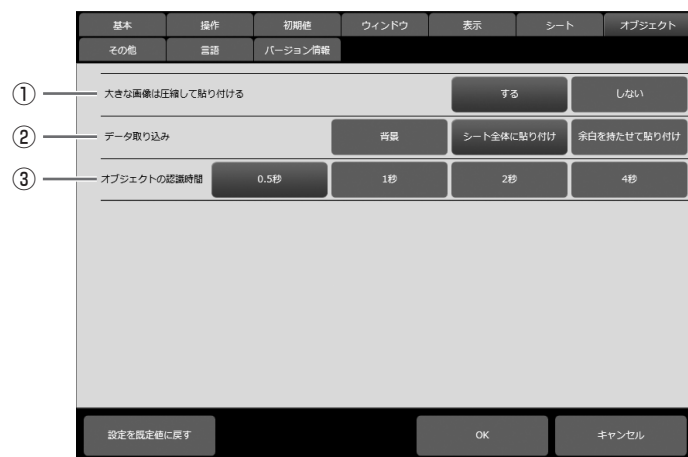 基本 操作 初期値 ウィンドウ 表示 シート オブジェクト
その他 言語 バージョン情報
① 大きな画像は圧縮して貼り付ける する しない
② データ取り込み 背景 シート全体に貼り付け 余白を持たせて貼り付け
③ オブジェクトの認識時間 0.5秒 1秒 2秒 4秒
設定を既定値に戻す OK キャンセル